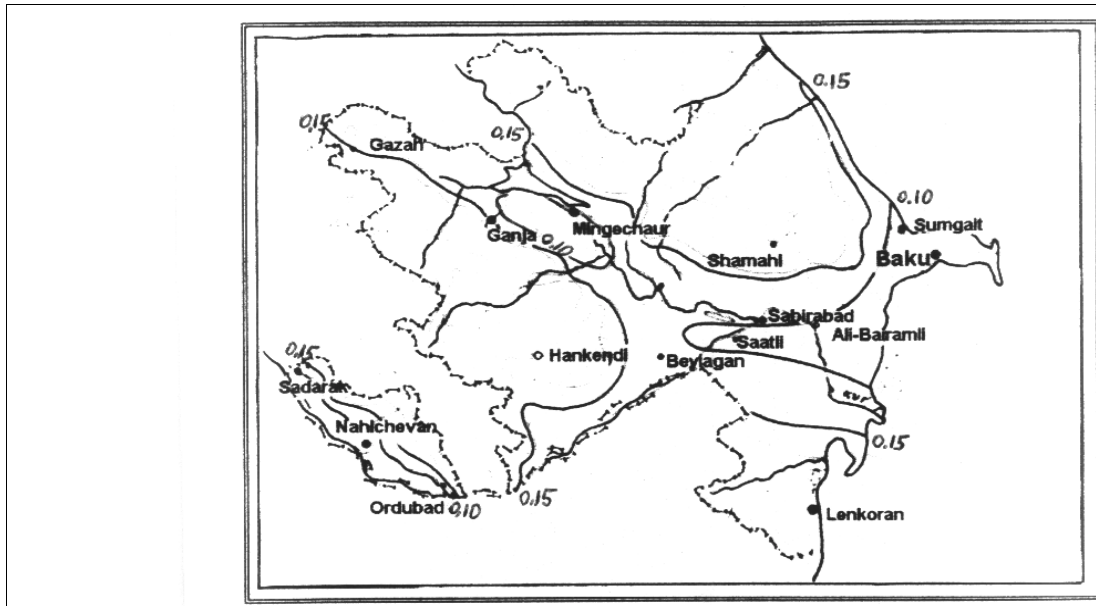 0.15
0.15
0.15
Gazah
0.10
Sumgait
Ganja
Mingechaur
0.10
Shamahi
Baku
Sabirabad
Ali-Bairamli
Saatli
Hankendi
Beylagan
0.15
Sadarak
kur
Nahichevan
0.15
0.15
Ordubad
0.10
Lenkoran